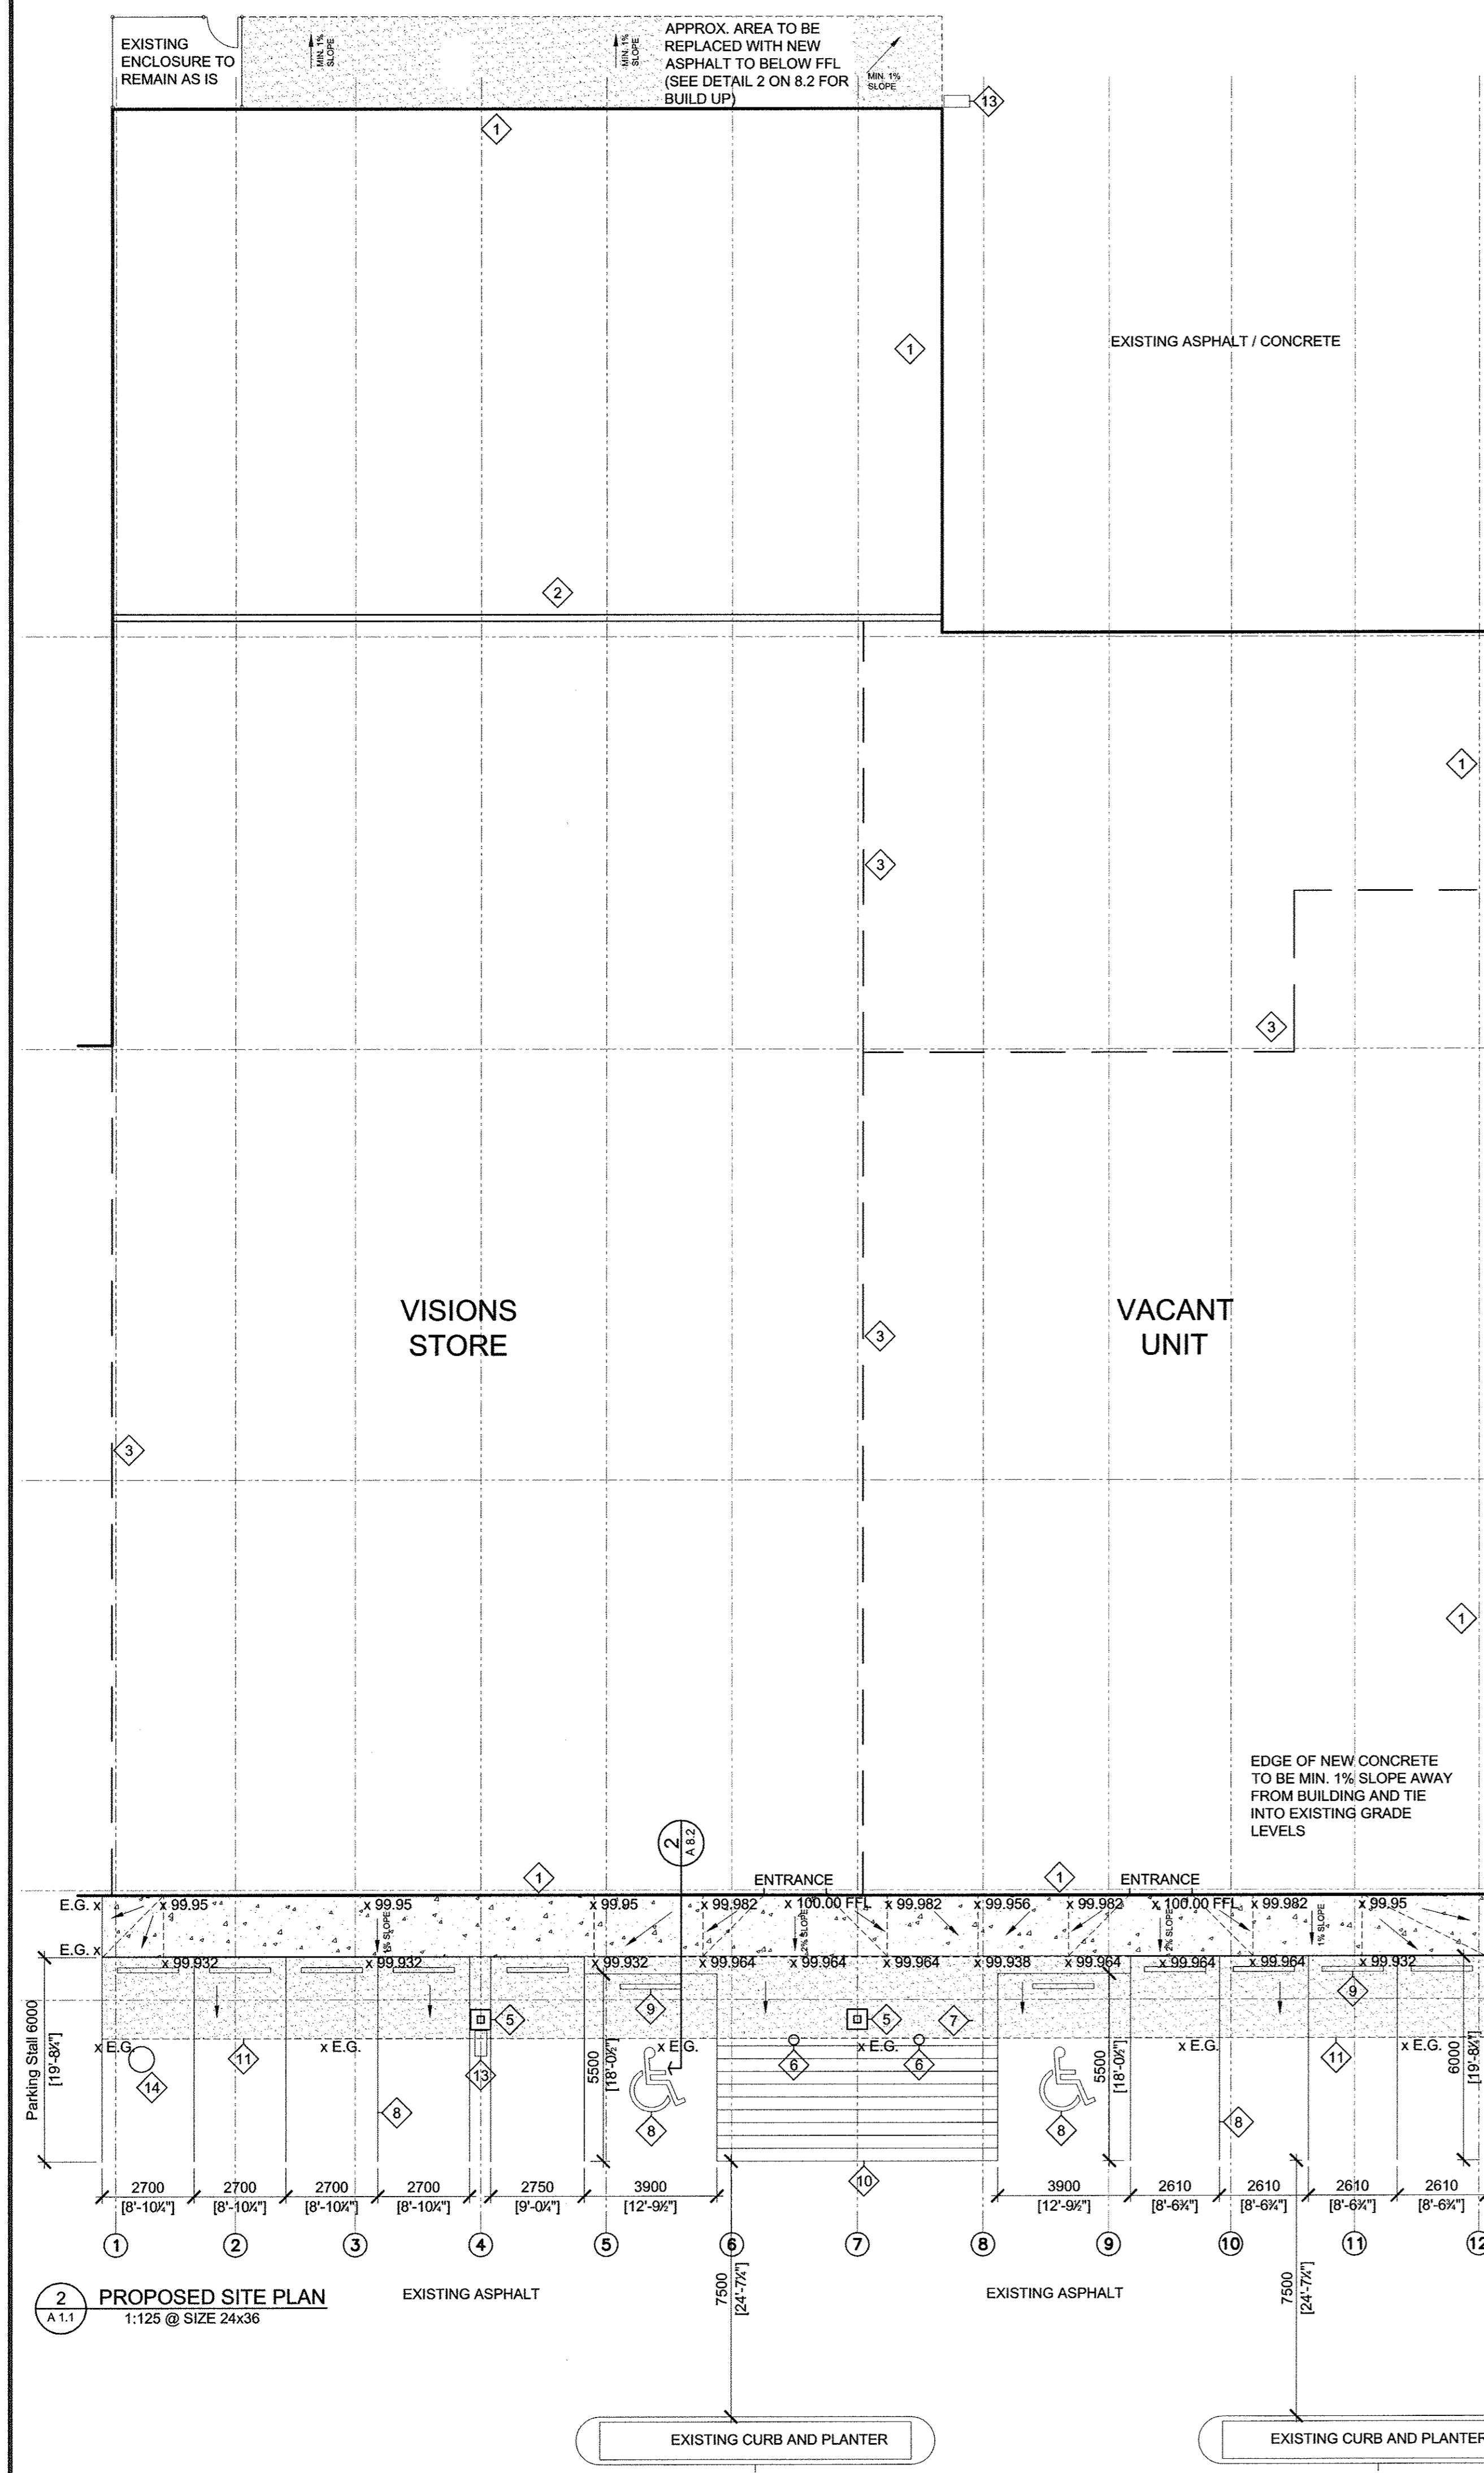 EXISTING
ENCLOSURE TO
REMAIN AS IS
MIN. 1%
SLOPE
MIN. 1%
SLOPE
APPROX. AREA TO BE
REPLACED WITH NEW
ASPHALT TO BELOW FFL
(SEE DETAIL 2 ON 8.2 FOR
BUILD UP)
MIN. 1%
SLOPE
13
1
1
EXISTING ASPHALT / CONCRETE
2
1
3
3
VISIONS
STORE
VACANT
UNIT
3
3
1
EDGE OF NEW CONCRETE
TO BE MIN. 1% SLOPE AWAY
FROM BUILDING AND TIE
INTO EXISTING GRADE
LEVELS
2
A 8.2
1
ENTRANCE
1
ENTRANCE
E.G. x x 99.95 x 99.95 x 99.95 x 99.982 x 100.00 FFL x 99.982 x 99.956 x 99.982 x 100.00 FFL x 99.982 x 99.95
2% SLOPE 2% SLOPE 1% SLOPE
E.G. x
x 99.932 x 99.932 x 99.932 x 99.964 x 99.964 x 99.964 x 99.938 x 99.964 x 99.964 x 99.964 x 99.932
9 9
5 5 7
x E.G. x E.G. x E.G. x E.G. x E.G. x E.G.
14 11 13 6 6 11
Parking Stall 6000
[19'-8¼"]
5500
[18'-0½"]
5500
[18'-0½"]
6000
[19'-8¼"]
8 8 8 8
10
2700 2700 2700 2700 2750 3900 3900 2610 2610 2610 2610
[8'-10¼"] [8'-10¼"] [8'-10¼"] [8'-10¼"] [9'-0¼"] [12'-9½"] [12'-9½"] [8'-6¾"] [8'-6¾"] [8'-6¾"] [8'-6¾"]
1 2 3 4 5 6 7 8 9 10 11 12
2
A 1.1
PROPOSED SITE PLAN
1:125 @ SIZE 24x36
EXISTING ASPHALT
7500
[24'-7¼"]
EXISTING ASPHALT
7500
[24'-7¼"]
EXISTING CURB AND PLANTER
EXISTING CURB AND PLANTER